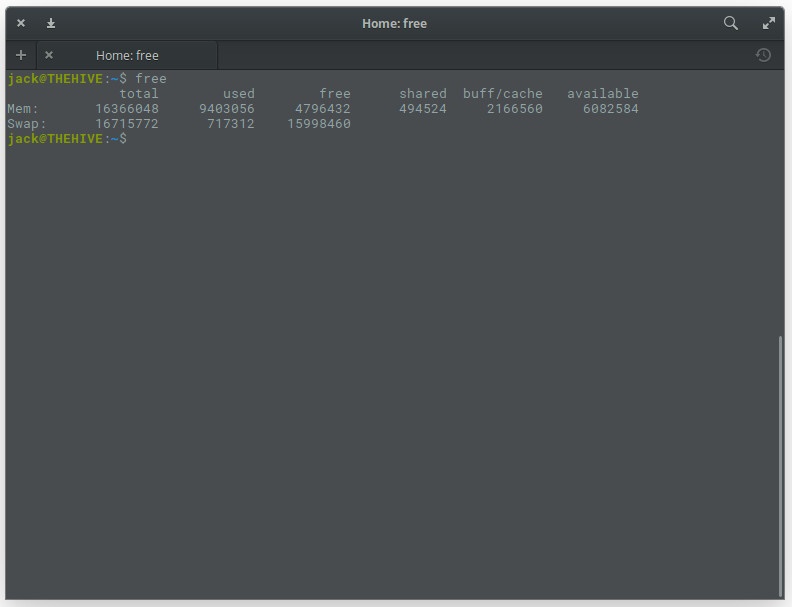 Home: free
Home: free
jack@THEHIVE:~$ free
              total        used        free      shared  buff/cache   available
Mem:       16366048     9403056     4796432      494524     2166560     6082584
Swap:      16715772      717312    15998460
jack@THEHIVE:~$